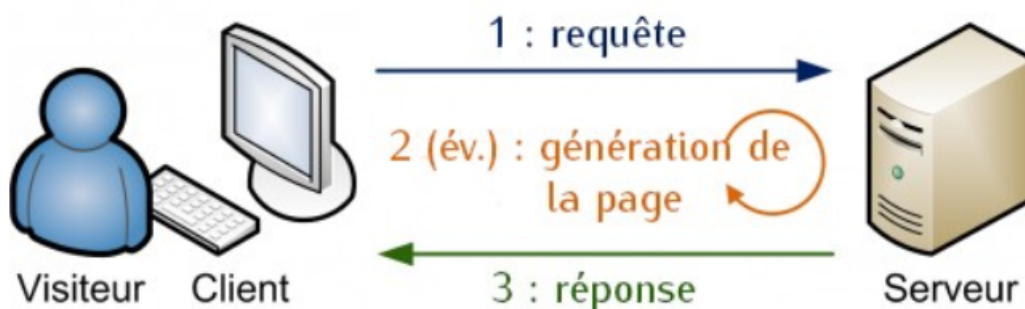 1 : requête
2 (év.) : génération de
la page
3 : réponse
Visiteur
Client
Serveur